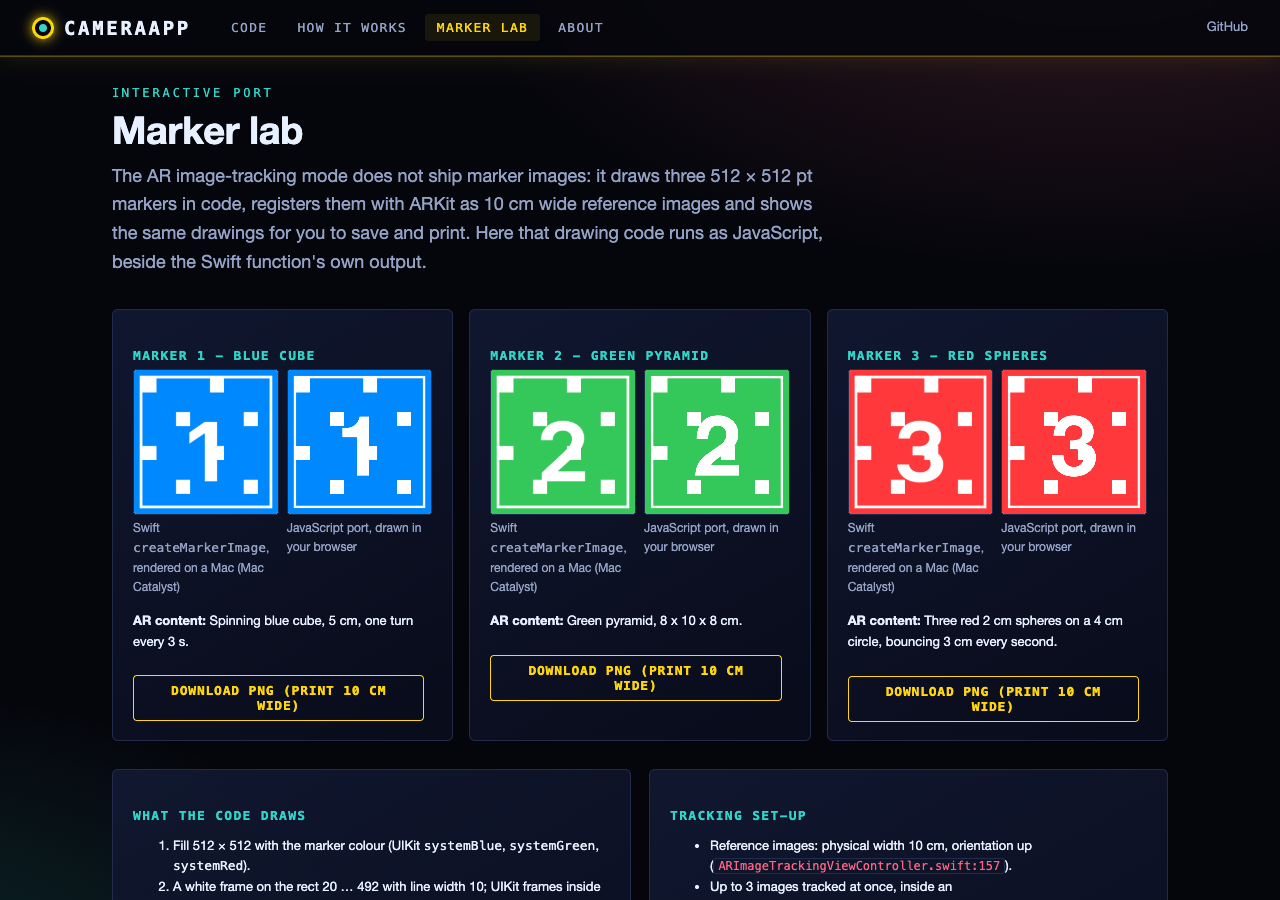 CAMERAAPP CODE HOW IT WORKS MARKER LAB ABOUT GitHub
INTERACTIVE PORT
Marker lab
The AR image-tracking mode does not ship marker images: it draws three 512 × 512 pt
markers in code, registers them with ARKit as 10 cm wide reference images and shows
the same drawings for you to save and print. Here that drawing code runs as JavaScript,
beside the Swift function's own output.
MARKER 1 — BLUE CUBE
1 1
Swift
createMarkerImage,
rendered on a Mac (Mac
Catalyst)
JavaScript port, drawn in
your browser
AR content: Spinning blue cube, 5 cm, one turn
every 3 s.
DOWNLOAD PNG (PRINT 10 CM
WIDE)
MARKER 2 — GREEN PYRAMID
2 2
Swift
createMarkerImage,
rendered on a Mac (Mac
Catalyst)
JavaScript port, drawn in
your browser
AR content: Green pyramid, 8 x 10 x 8 cm.
DOWNLOAD PNG (PRINT 10 CM
WIDE)
MARKER 3 — RED SPHERES
3 3
Swift
createMarkerImage,
rendered on a Mac (Mac
Catalyst)
JavaScript port, drawn in
your browser
AR content: Three red 2 cm spheres on a 4 cm
circle, bouncing 3 cm every second.
DOWNLOAD PNG (PRINT 10 CM
WIDE)
WHAT THE CODE DRAWS
1. Fill 512 × 512 with the marker colour (UIKit systemBlue, systemGreen,
systemRed).
2. A white frame on the rect 20 … 492 with line width 10; UIKit frames inside
TRACKING SET-UP
• Reference images: physical width 10 cm, orientation up
(ARImageTrackingViewController.swift:157).
• Up to 3 images tracked at once, inside an